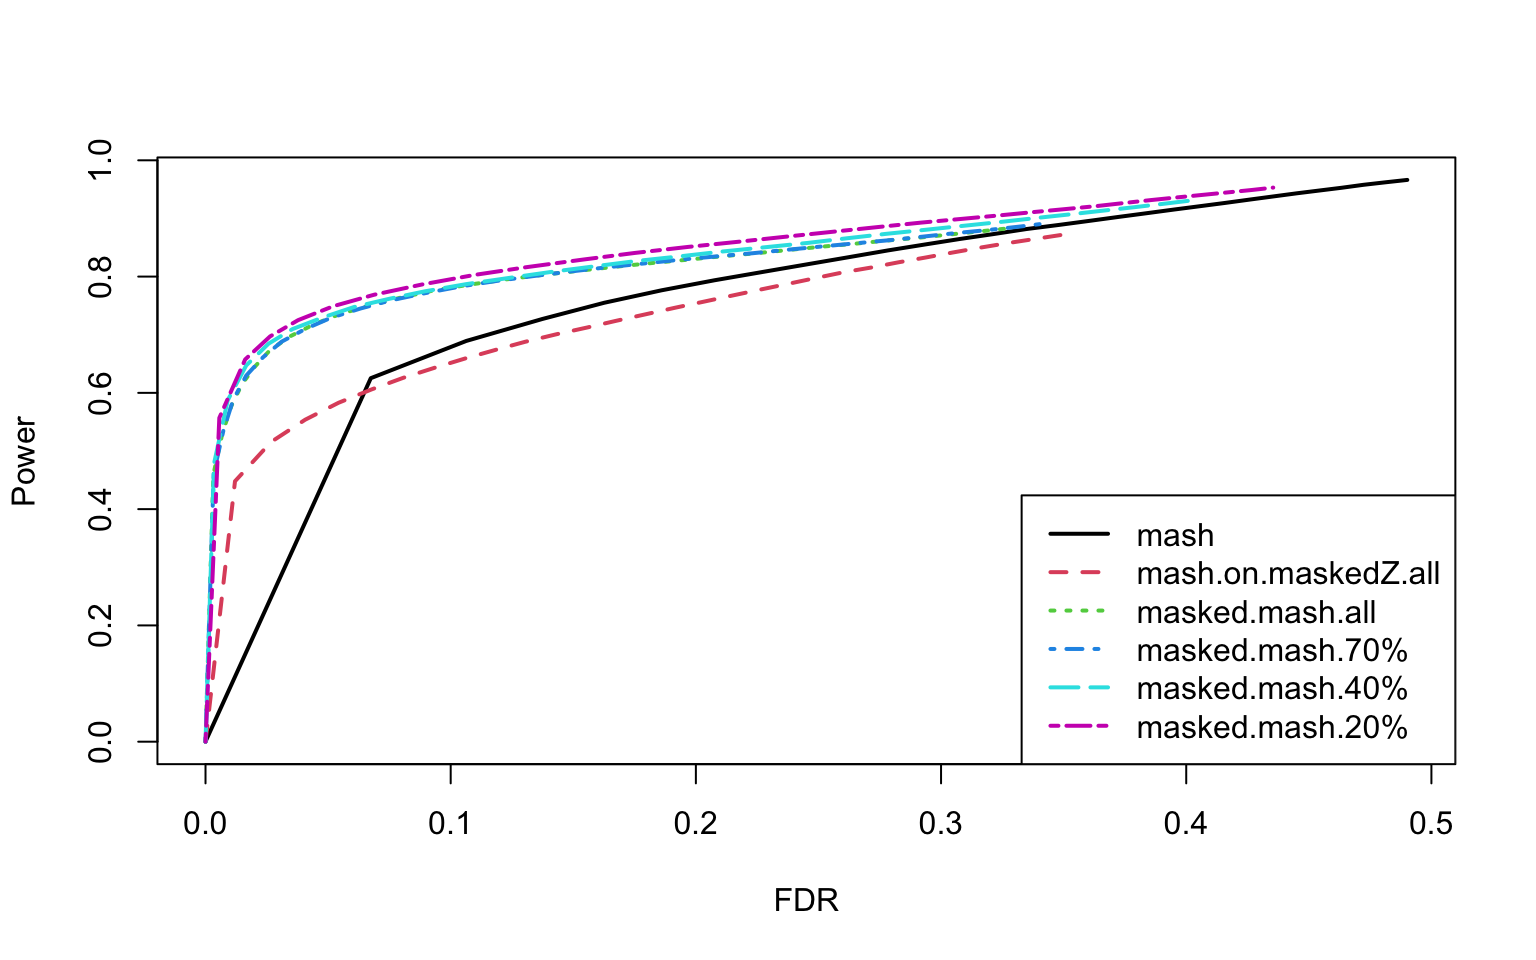 1.0
0.8
0.6
0.4
0.2
0.0
Power
mash
mash.on.maskedZ.all
masked.mash.all
masked.mash.70%
masked.mash.40%
masked.mash.20%
0.0 0.1 0.2 0.3 0.4 0.5
FDR